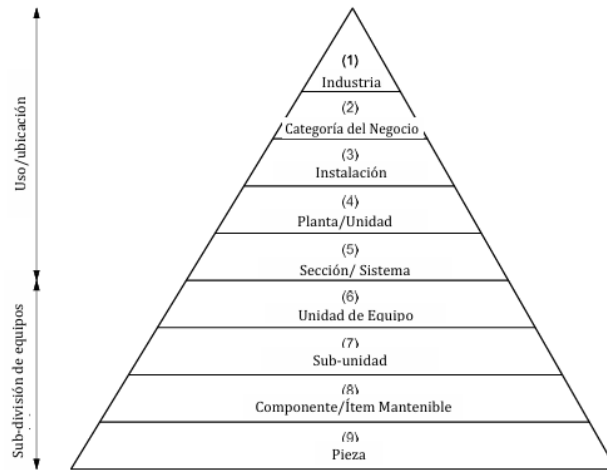 (1)
Industria
(2)
Categoría del Negocio
(3)
Instalación
(4)
Planta/Unidad
(5)
Sección/ Sistema
(6)
Unidad de Equipo
(7)
Sub-unidad
(8)
Componente/Ítem Mantenible
(9)
Pieza
Uso/ubicación
Sub-división de equipos